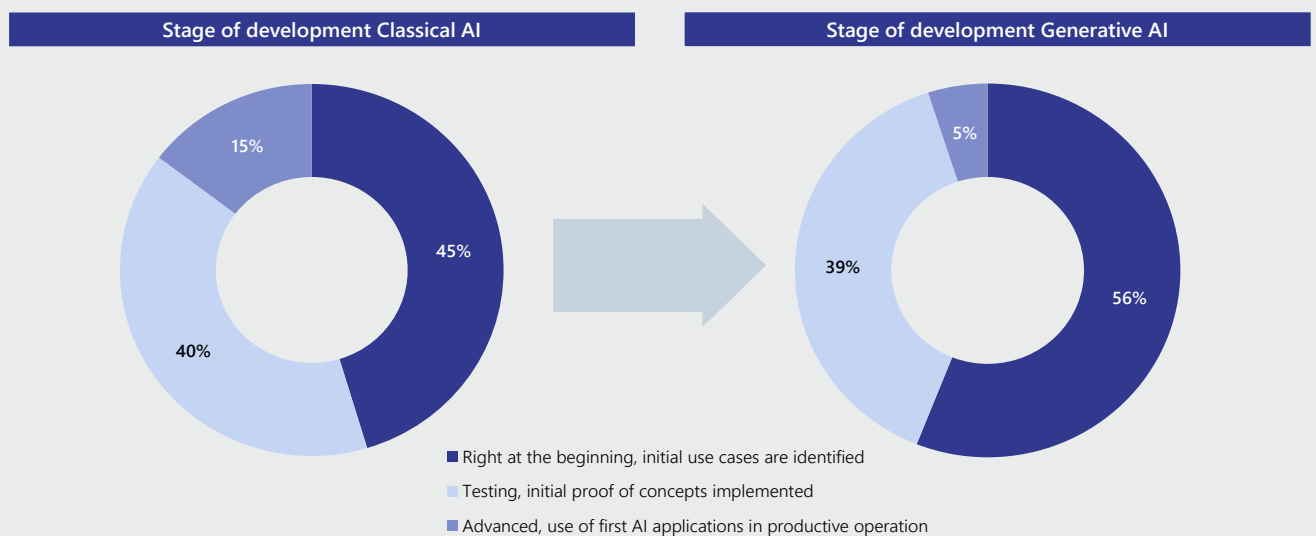 Stage of development Classical AI
Stage of development Generative AI
15%
45%
40%
5%
39%
56%
Right at the beginning, initial use cases are identified
Testing, initial proof of concepts implemented
Advanced, use of first AI applications in productive operation